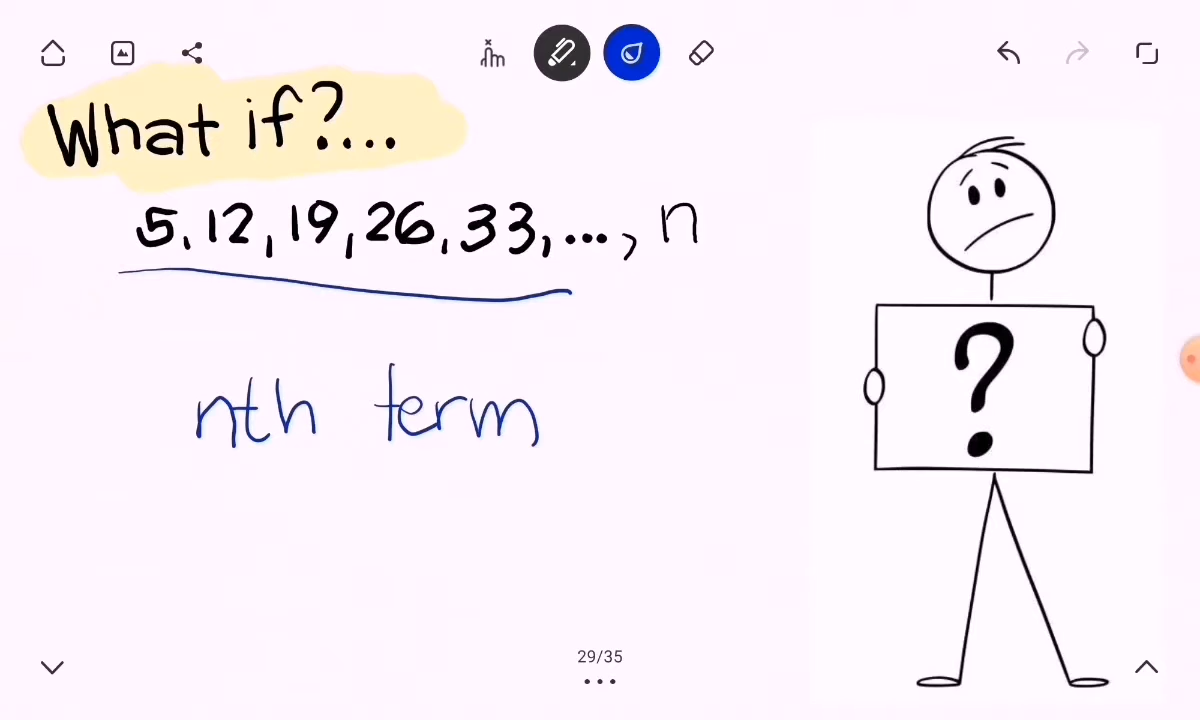 What if?...
5, 12, 19, 26, 33, ..., n
nth term
?
29/35